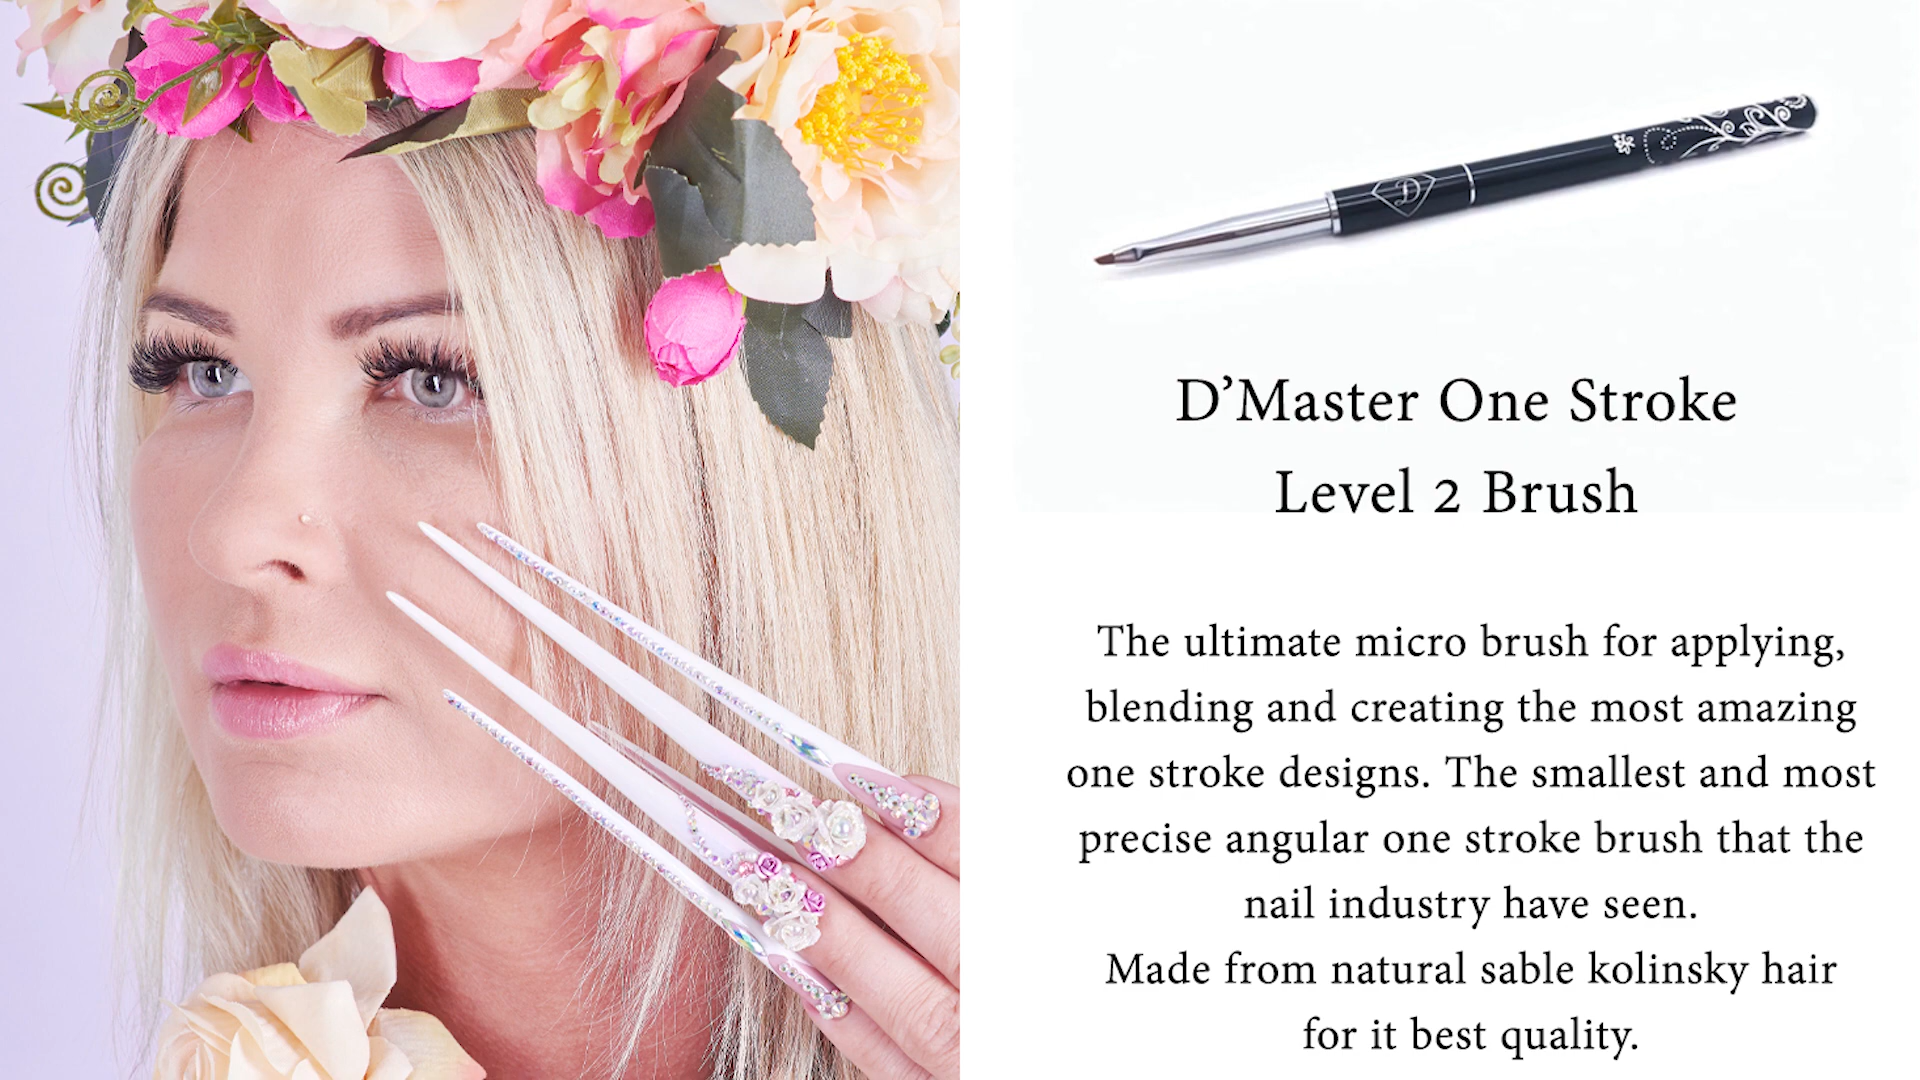 D
D’Master One Stroke
Level 2 Brush
The ultimate micro brush for applying,
blending and creating the most amazing
one stroke designs. The smallest and most
precise angular one stroke brush that the
nail industry have seen.
Made from natural sable kolinsky hair
for it best quality.